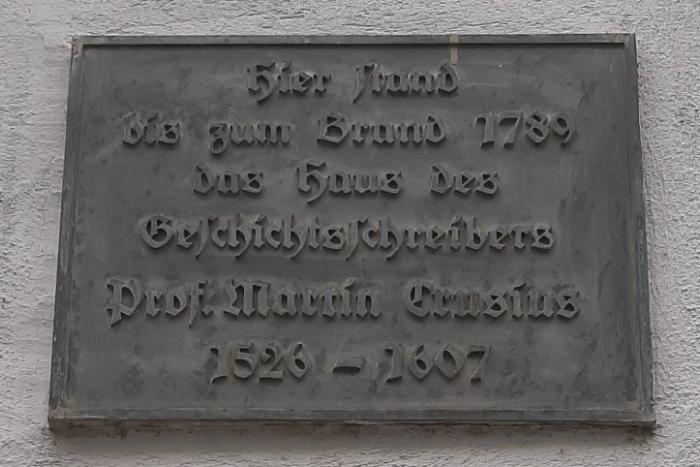 Hier stand
bis zum Brand 1789
das Haus des
Geschichtsschreibers
Prof. Martin Crusius
1526 – 1607